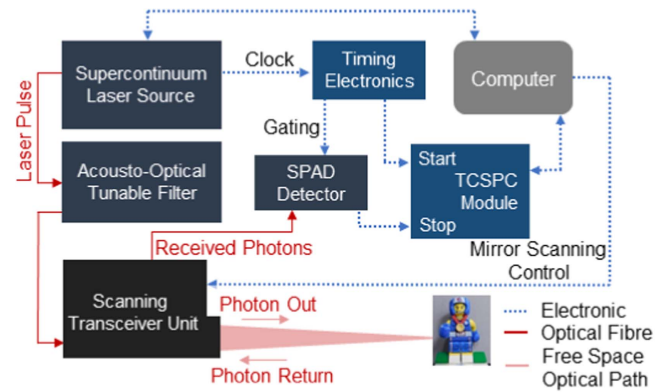 Supercontinuum
Laser Source
Clock
Timing
Electronics
Computer
Laser Pulse
Gating
Acousto-Optical
Tunable Filter
SPAD
Detector
Start
TCSPC
Module
Stop
Received Photons
Mirror Scanning
Control
Scanning
Transceiver Unit
Photon Out
Photon Return
Electronic
Optical Fibre
Free Space
Optical Path